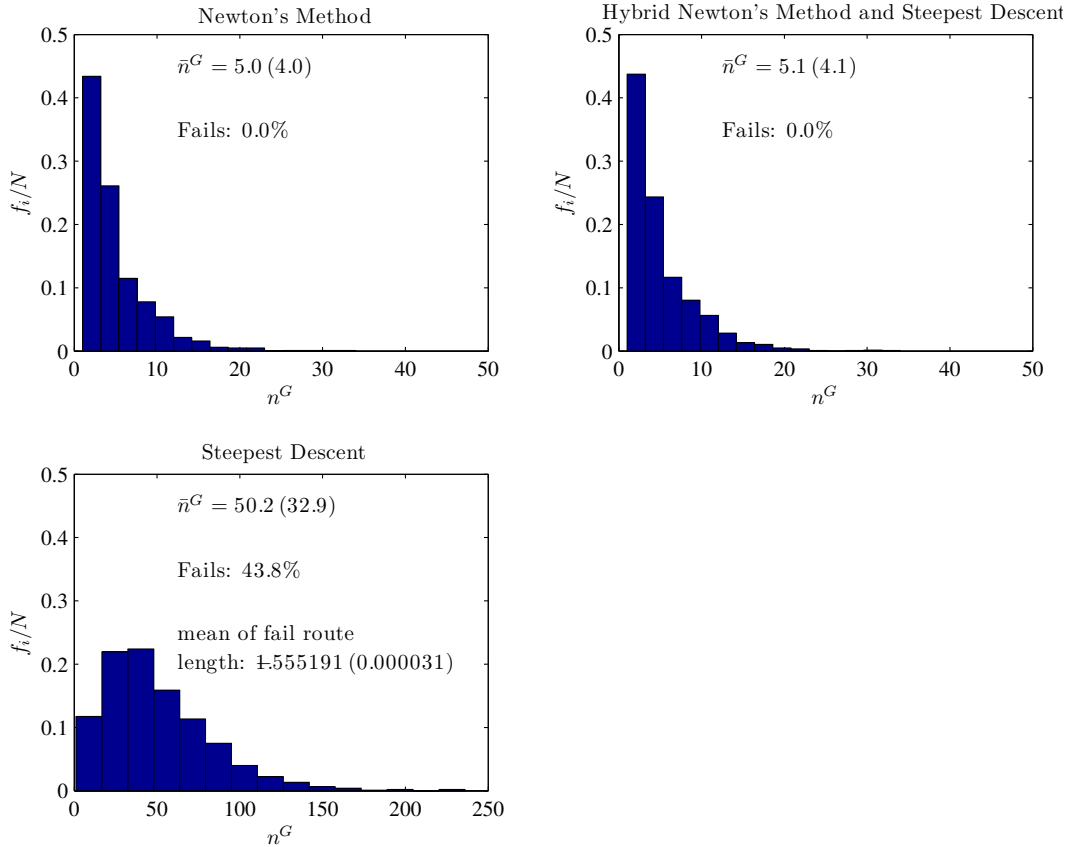 Newton's Method
0.5
0.4
0.3
0.2
0.1
0
f_i/N
n̄^G = 5.0 (4.0)
Fails: 0.0%
0 10 20 30 40 50
n^G
Hybrid Newton's Method and Steepest Descent
0.5
0.4
0.3
0.2
0.1
0
f_i/N
n̄^G = 5.1 (4.1)
Fails: 0.0%
0 10 20 30 40 50
n^G
Steepest Descent
0.5
0.4
0.3
0.2
0.1
0
f_i/N
n̄^G = 50.2 (32.9)
Fails: 43.8%
mean of fail route
length: 1.555191 (0.000031)
0 50 100 150 200 250
n^G